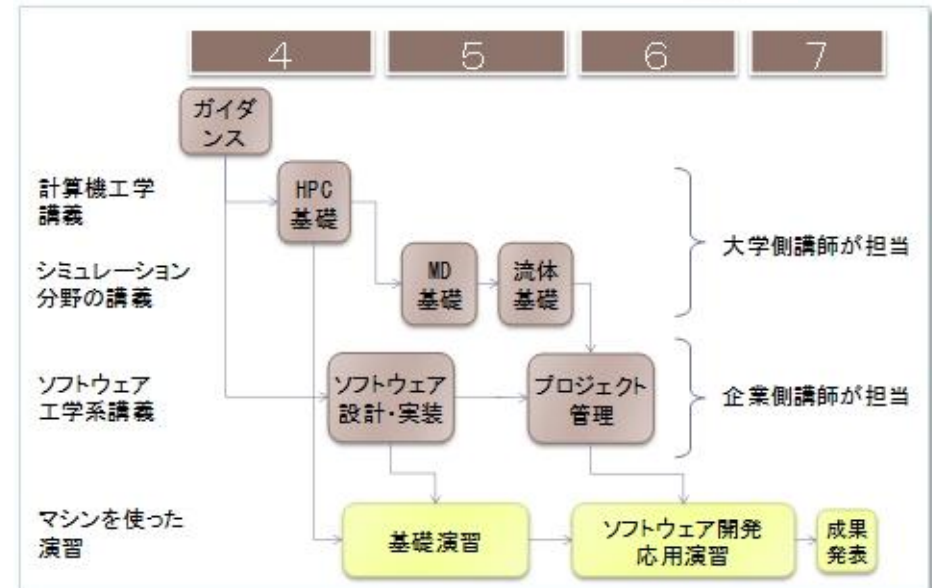 4 5 6 7
ガイダ
ンス
計算機工学
講義
HPC
基礎
大学側講師が担当
シミュレーション
分野の講義
MD
基礎
流体
基礎
ソフトウェア
工学系講義
ソフトウェア
設計・実装
プロジェクト
管理
企業側講師が担当
マシンを使った
演習
基礎演習
ソフトウェア開発
応用演習
成果
発表